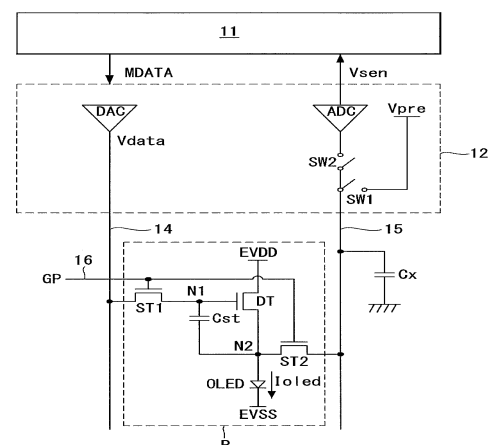 11
MDATA
Vsen
DAC
ADC
Vpre
Vdata
SW2
12
SW1
14
15
16
EVDD
GP
N1
DT
Cx
ST1
Cst
N2
ST2
OLED
Ioled
EVSS
P